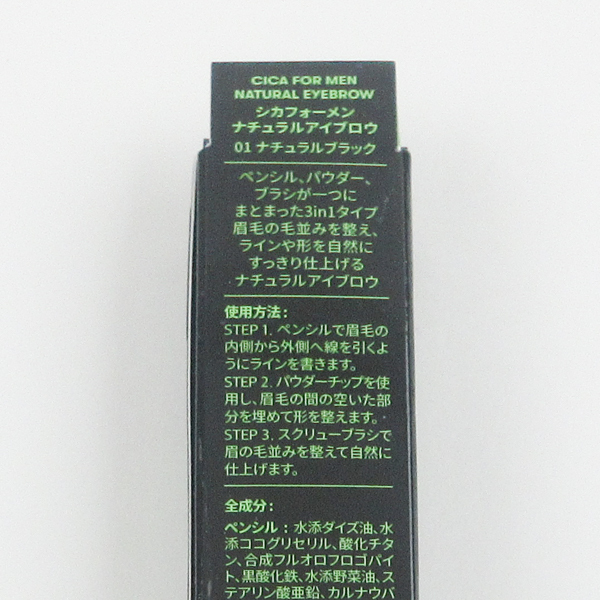 CICA FOR MEN
NATURAL EYEBROW
シカフォーメン
ナチュラルアイブロウ
01 ナチュラルブラック
ペンシル、パウダー、
ブラシが一つに
まとまった3in1タイプ
眉毛の毛並みを整え、
ラインや形を自然に
すっきり仕上げる
ナチュラルアイブロウ
使用方法:
STEP 1. ペンシルで眉毛の
内側から外側へ線を引くよ
うにラインを書きます。
STEP 2. パウダーチップを使
用し、眉毛の間の空いた部
分を埋めて形を整えます。
STEP 3. スクリューブラシで
眉の毛並みを整えて自然に
仕上げます。
全成分:
ペンシル : 水添ダイズ油、水
添ココグリセリル、酸化チタ
ン、合成フルオロフロゴパイ
ト、黒酸化鉄、水添野菜油、ス
テアリン酸亜鉛、カルナウバ